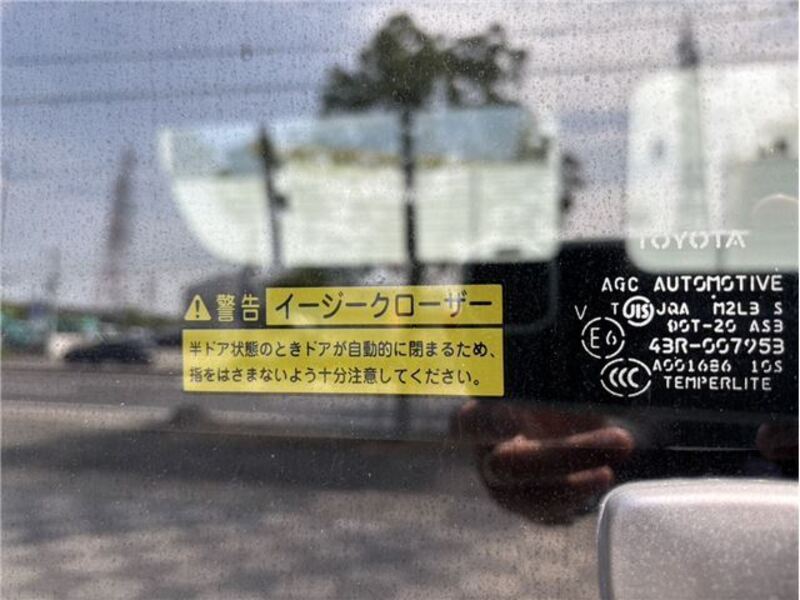 警告 イージークローザー
半ドア状態のときドアが自動的に閉まるため、
指をはさまないよう十分注意してください。
TOYOTA
AGC AUTOMOTIVE
V T JIS JQA M2L3 S
DOT-20 AS3
E6 43R-007953
CCC A001686 10S
TEMPERLITE